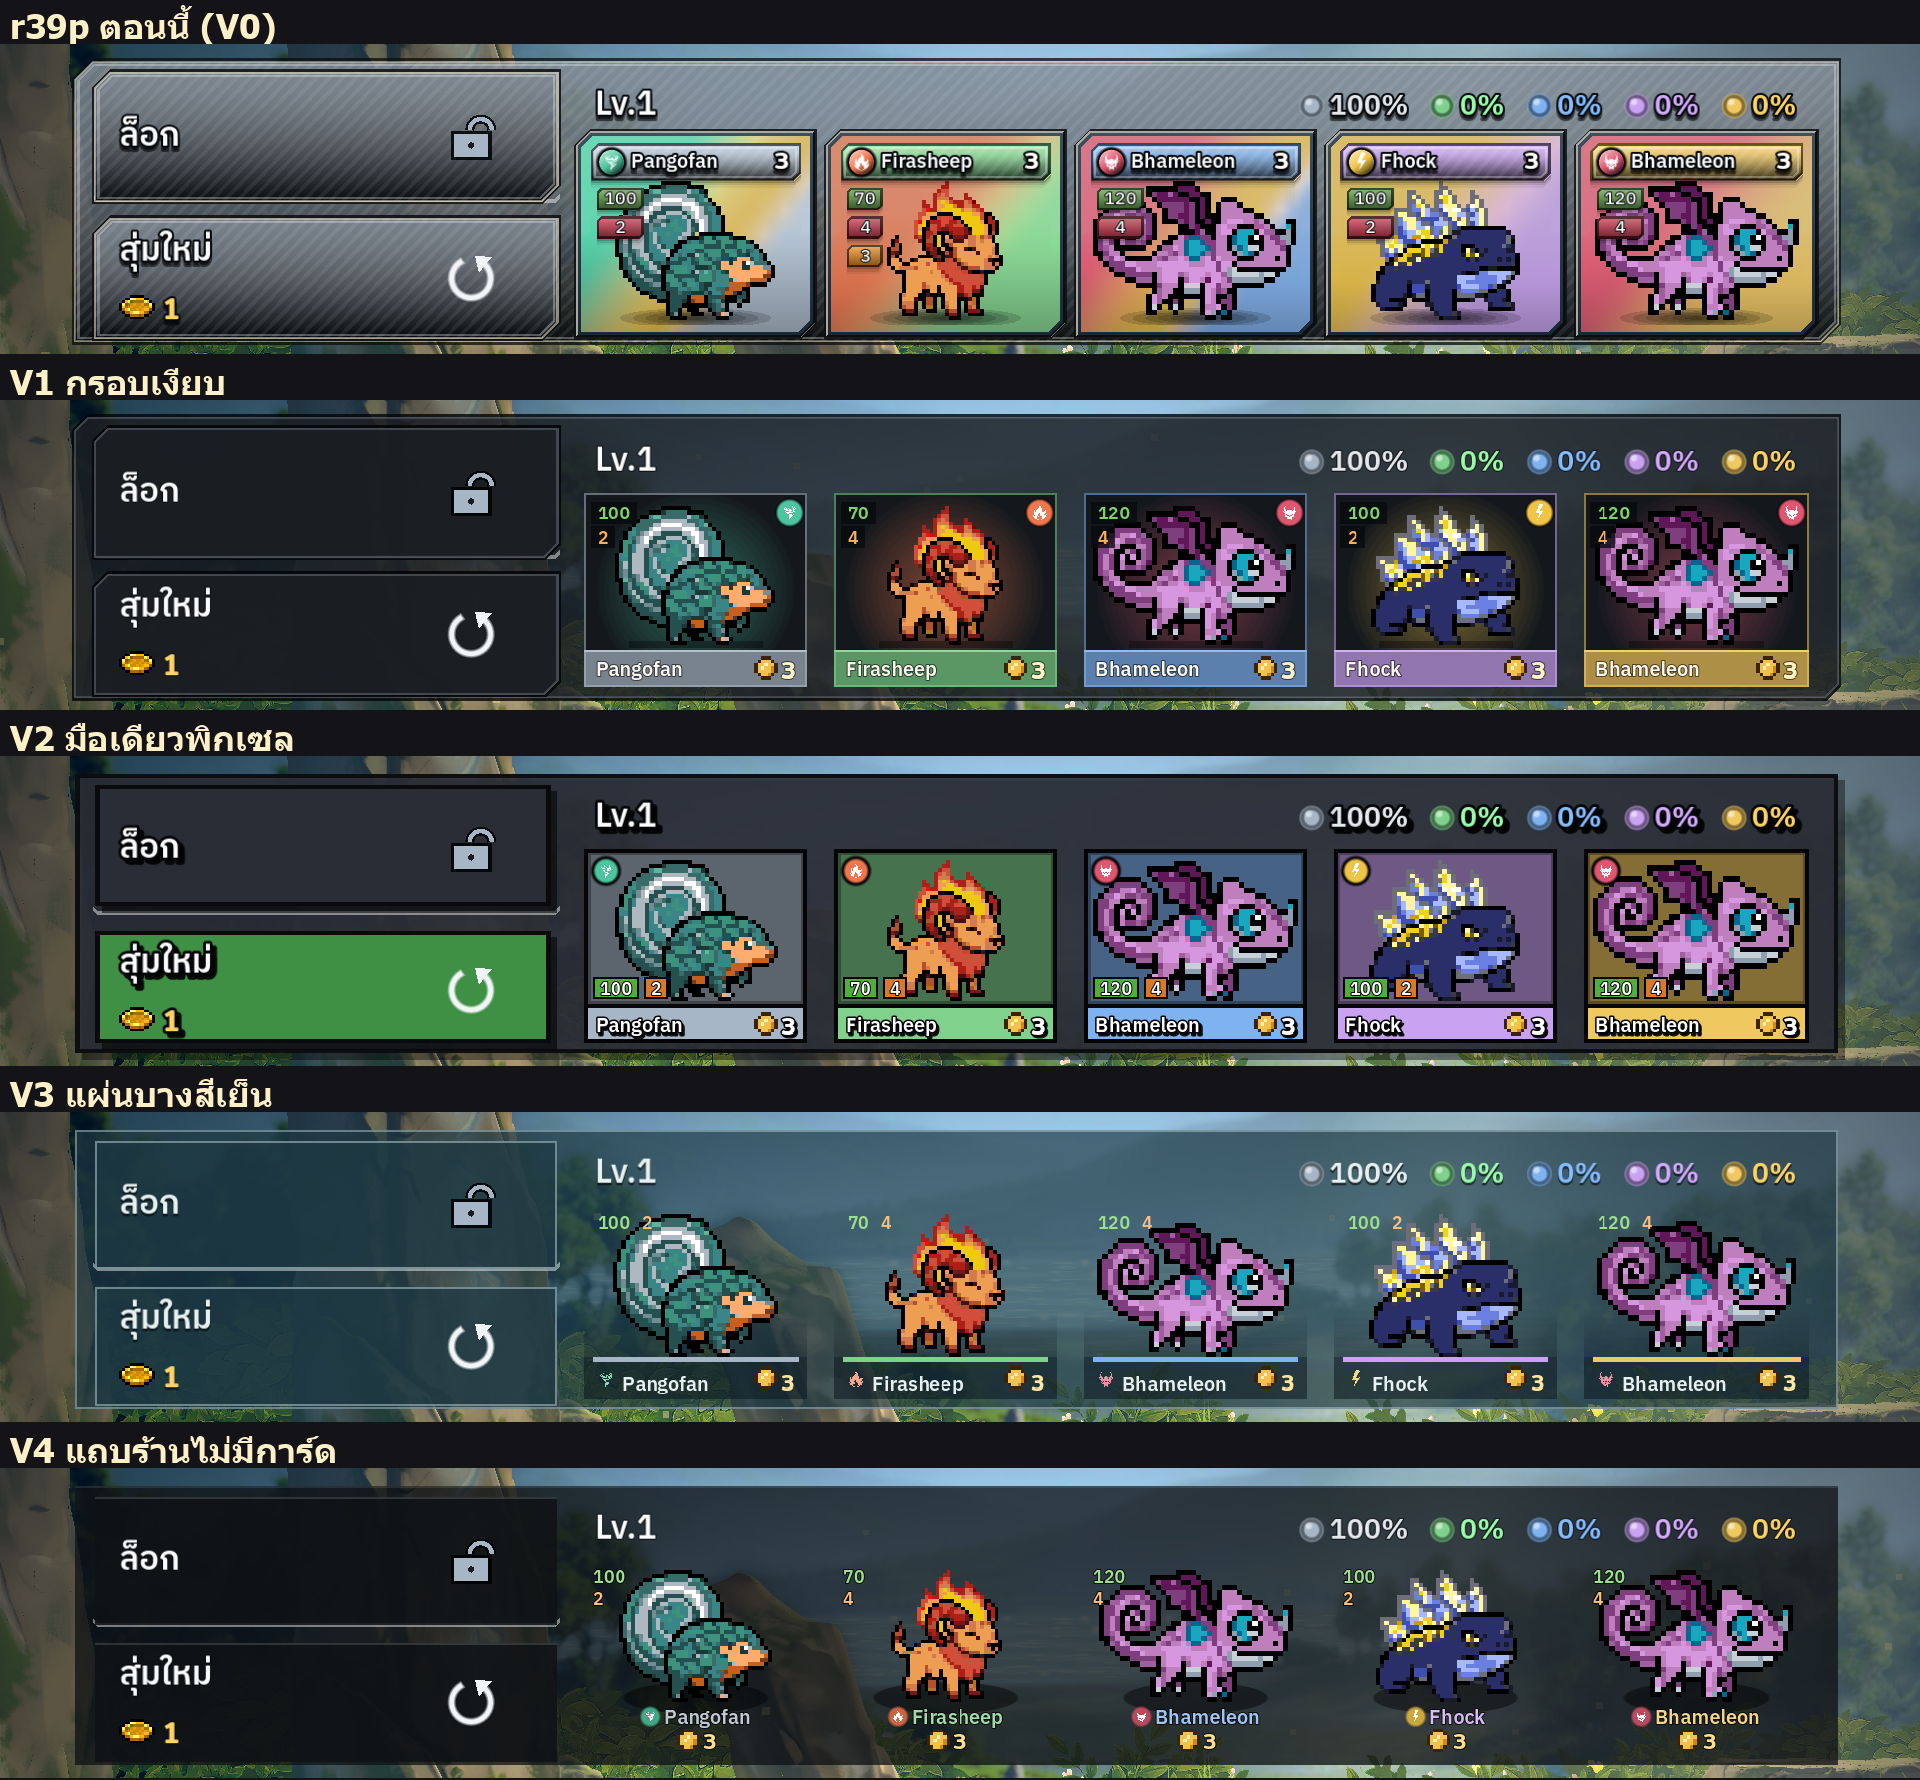 r39p ตอนนี้ (V0)
ล็อก
Lv.1 100% 0% 0% 0% 0%
Pangofan 3 Firasheep 3 Bhameleon 3 Fhock 3 Bhameleon 3
100 70 120 100 120
2 4 4 2 4
3
สุ่มใหม่
1
V1 กรอบเงียบ
ล็อก
Lv.1 100% 0% 0% 0% 0%
100 70 120 100 120
2 4 4 2 4
สุ่มใหม่
1
Pangofan 3 Firasheep 3 Bhameleon 3 Fhock 3 Bhameleon 3
V2 มือเดียวพิกเซล
ล็อก
Lv.1 100% 0% 0% 0% 0%
สุ่มใหม่
1
100 2 70 4 120 4 100 2 120 4
Pangofan 3 Firasheep 3 Bhameleon 3 Fhock 3 Bhameleon 3
V3 แผ่นบางสีเย็น
ล็อก
Lv.1 100% 0% 0% 0% 0%
100 2 70 4 120 4 100 2 120 4
สุ่มใหม่
1
Pangofan 3 Firasheep 3 Bhameleon 3 Fhock 3 Bhameleon 3
V4 แถบร้านไม่มีการ์ด
ล็อก
Lv.1 100% 0% 0% 0% 0%
100 70 120 100 120
2 4 4 2 4
สุ่มใหม่
1
Pangofan Firasheep Bhameleon Fhock Bhameleon
3 3 3 3 3